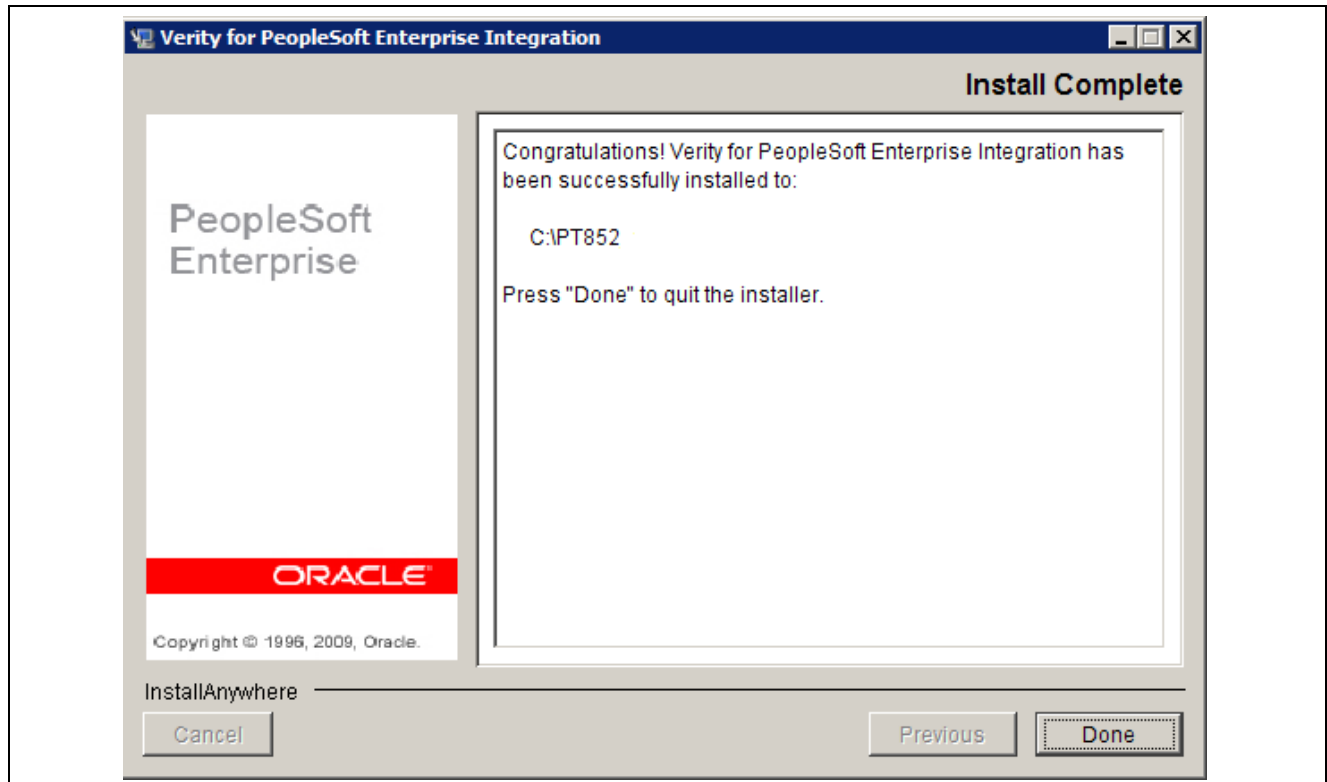 Verity for PeopleSoft Enterprise Integration
Install Complete
PeopleSoft
Enterprise
ORACLE
Copyright © 1996, 2009, Oracle.
Congratulations! Verity for PeopleSoft Enterprise Integration has
been successfully installed to:
C:\PT852
Press "Done" to quit the installer.
InstallAnywhere
Cancel
Previous
Done